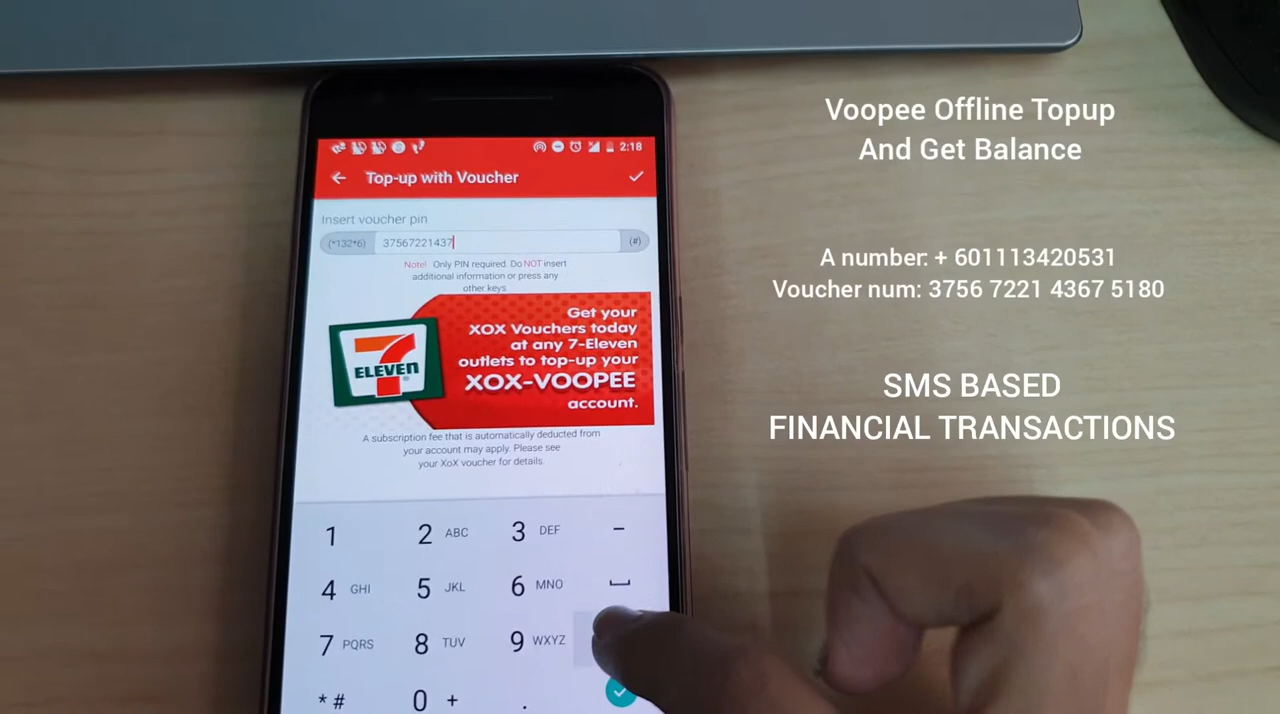 2:18
Top-up with Voucher
Insert voucher pin
(*132*6) 37567221437 (#)
Note! Only PIN required. Do NOT insert
additional information or press any
other keys.
7
ELEVEN
Get your
XOX Vouchers today
at any 7-Eleven
outlets to top-up your
XOX-VOOPEE
account.
A subscription fee that is automatically deducted from
your account may apply. Please see
your XoX voucher for details.
1 2 ABC 3 DEF -
4 GHI 5 JKL 6 MNO
7 PQRS 8 TUV 9 WXYZ
*# 0 + .
Voopee Offline Topup
And Get Balance
A number: + 601113420531
Voucher num: 3756 7221 4367 5180
SMS BASED
FINANCIAL TRANSACTIONS